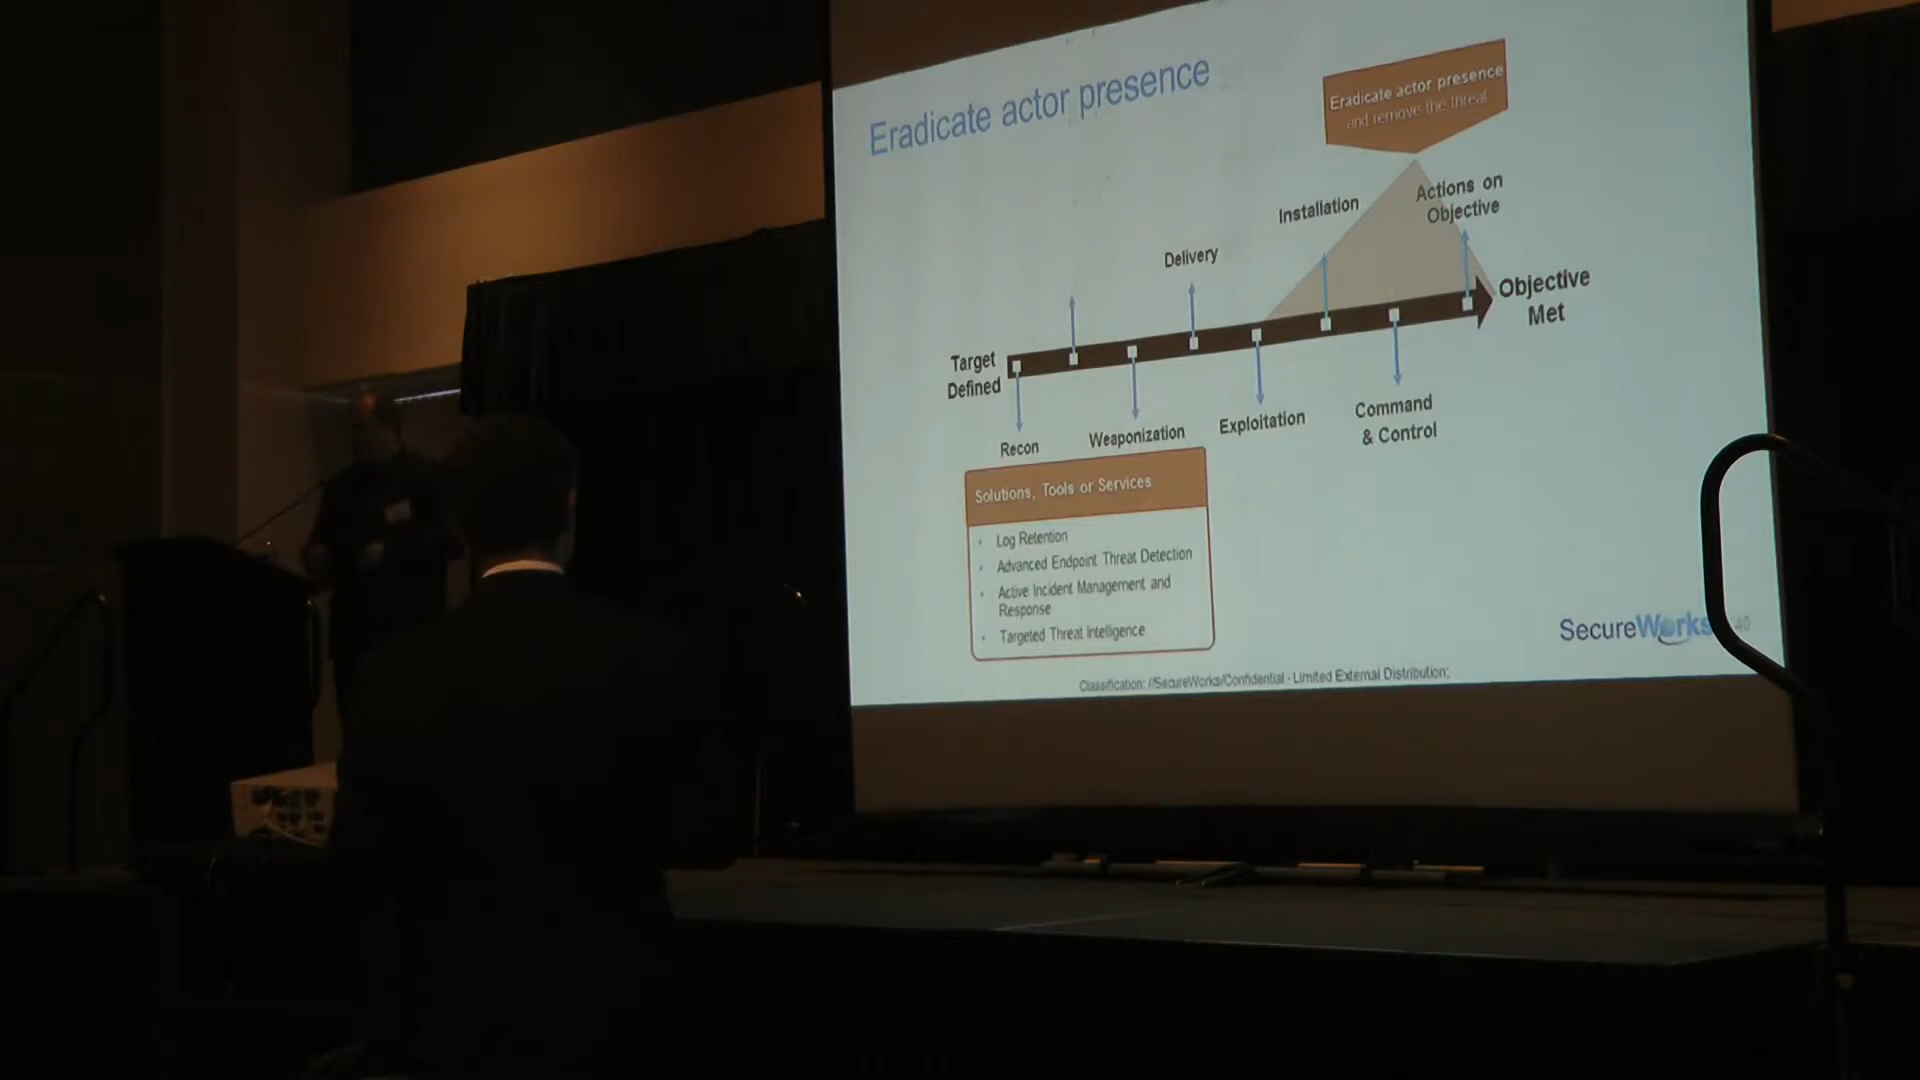 Eradicate actor presence
Eradicate actor presence
and remove the threat
Actions on
Objective
Installation
Delivery
Objective
Met
Target
Defined
Recon
Weaponization
Exploitation
Command
& Control
Solutions, Tools or Services
• Log Retention
• Advanced Endpoint Threat Detection
• Active Incident Management and
Response
• Targeted Threat Intelligence
SecureWorks 40
Classification: //SecureWorks/Confidential - Limited External Distribution: